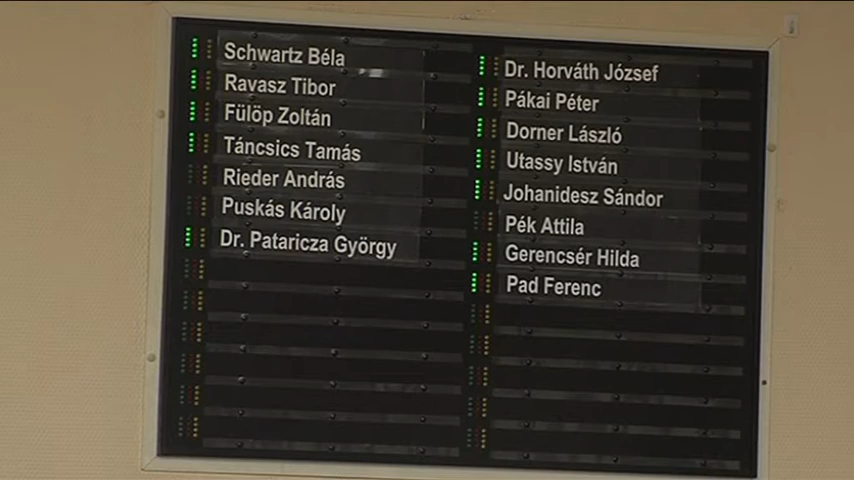 Schwartz Béla
Ravasz Tibor
Fülöp Zoltán
Táncsics Tamás
Rieder András
Puskás Károly
Dr. Pataricza György
Dr. Horváth József
Pákai Péter
Dorner László
Utassy István
Johanidesz Sándor
Pék Attila
Gerencsér Hilda
Pad Ferenc